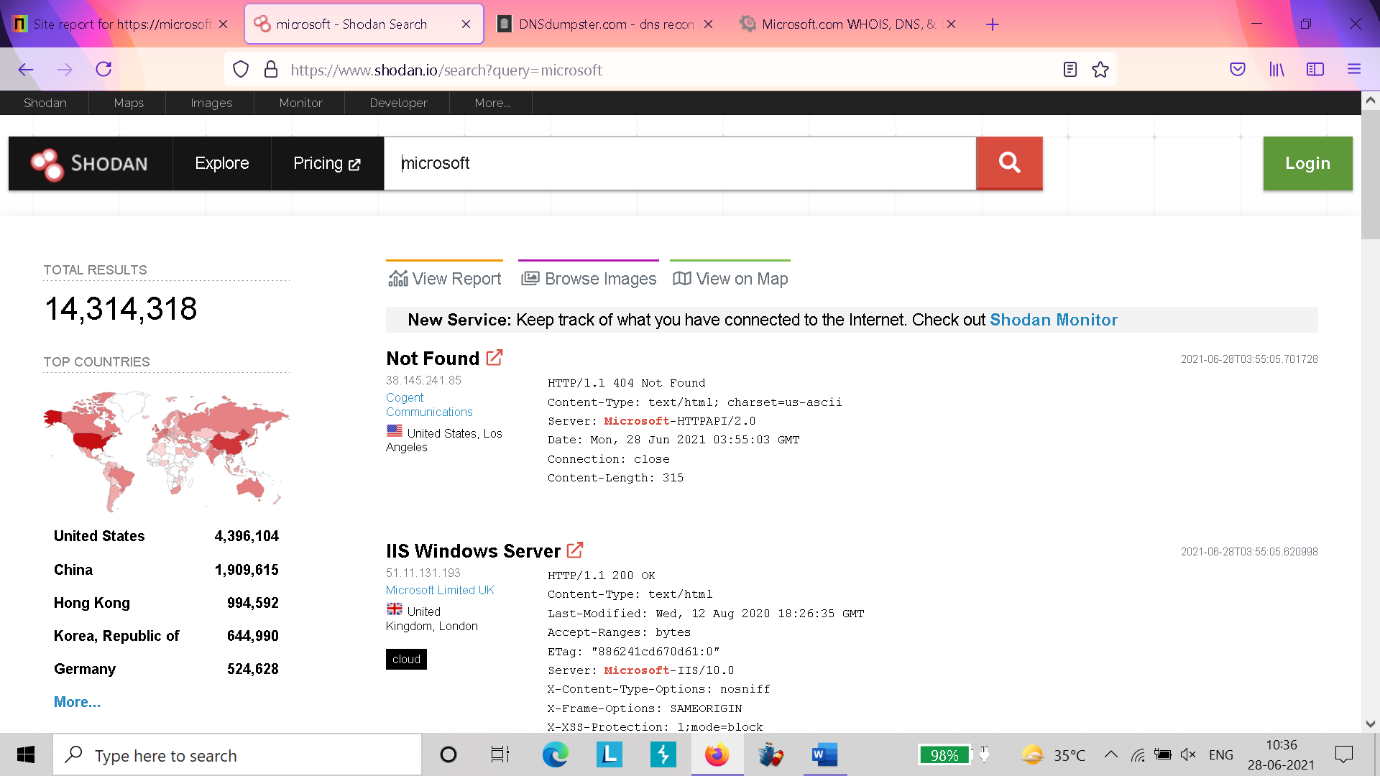 Site report for https://microsoft
microsoft - Shodan Search
DNSdumpster.com - dns recon
Microsoft.com WHOIS, DNS, &
https://www.shodan.io/search?query=microsoft
Shodan Maps Images Monitor Developer More...
SHODAN Explore Pricing microsoft Login
TOTAL RESULTS
14,314,318
TOP COUNTRIES
United States 4,396,104
China 1,909,615
Hong Kong 994,592
Korea, Republic of 644,990
Germany 524,628
More...
View Report Browse Images View on Map
New Service: Keep track of what you have connected to the Internet. Check out Shodan Monitor
Not Found 2021-06-28T03:55:05.701728
38.145.241.85
Cogent
Communications
United States, Los
Angeles
HTTP/1.1 404 Not Found
Content-Type: text/html; charset=us-ascii
Server: Microsoft-HTTPAPI/2.0
Date: Mon, 28 Jun 2021 03:55:03 GMT
Connection: close
Content-Length: 315
IIS Windows Server 2021-06-28T03:55:05.620998
51.11.131.193
Microsoft Limited UK
United
Kingdom, London
cloud
HTTP/1.1 200 OK
Content-Type: text/html
Last-Modified: Wed, 12 Aug 2020 18:26:35 GMT
Accept-Ranges: bytes
ETag: "886241cd670d61:0"
Server: Microsoft-IIS/10.0
X-Content-Type-Options: nosniff
X-Frame-Options: SAMEORIGIN
X-XSS-Protection: 1;mode=block
Type here to search
L
W
98%
35°C
ENG
10:36
28-06-2021